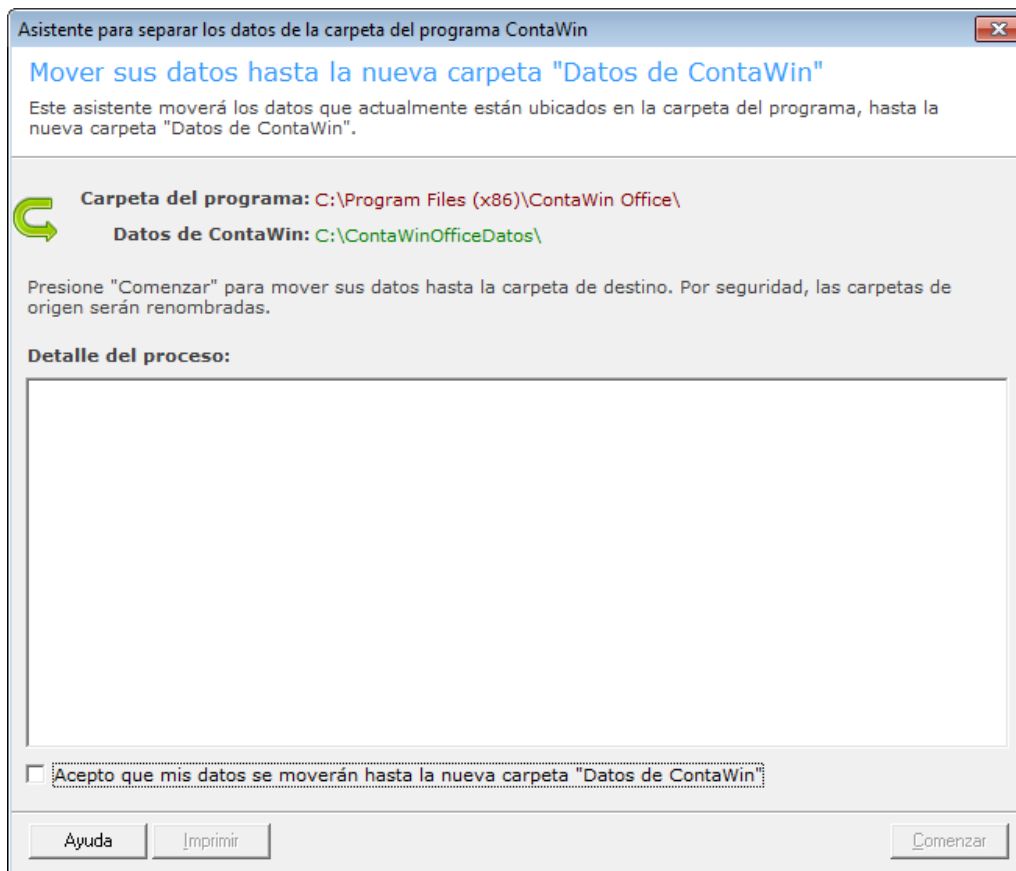 Asistente para separar los datos de la carpeta del programa ContaWin
Mover sus datos hasta la nueva carpeta "Datos de ContaWin"
Este asistente moverá los datos que actualmente están ubicados en la carpeta del programa, hasta la
nueva carpeta "Datos de ContaWin".
Carpeta del programa: C:\Program Files (x86)\ContaWin Office\
Datos de ContaWin: C:\ContaWinOfficeDatos\
Presione "Comenzar" para mover sus datos hasta la carpeta de destino. Por seguridad, las carpetas de
origen serán renombradas.
Detalle del proceso:
Acepto que mis datos se moverán hasta la nueva carpeta "Datos de ContaWin"
Ayuda Imprimir Comenzar